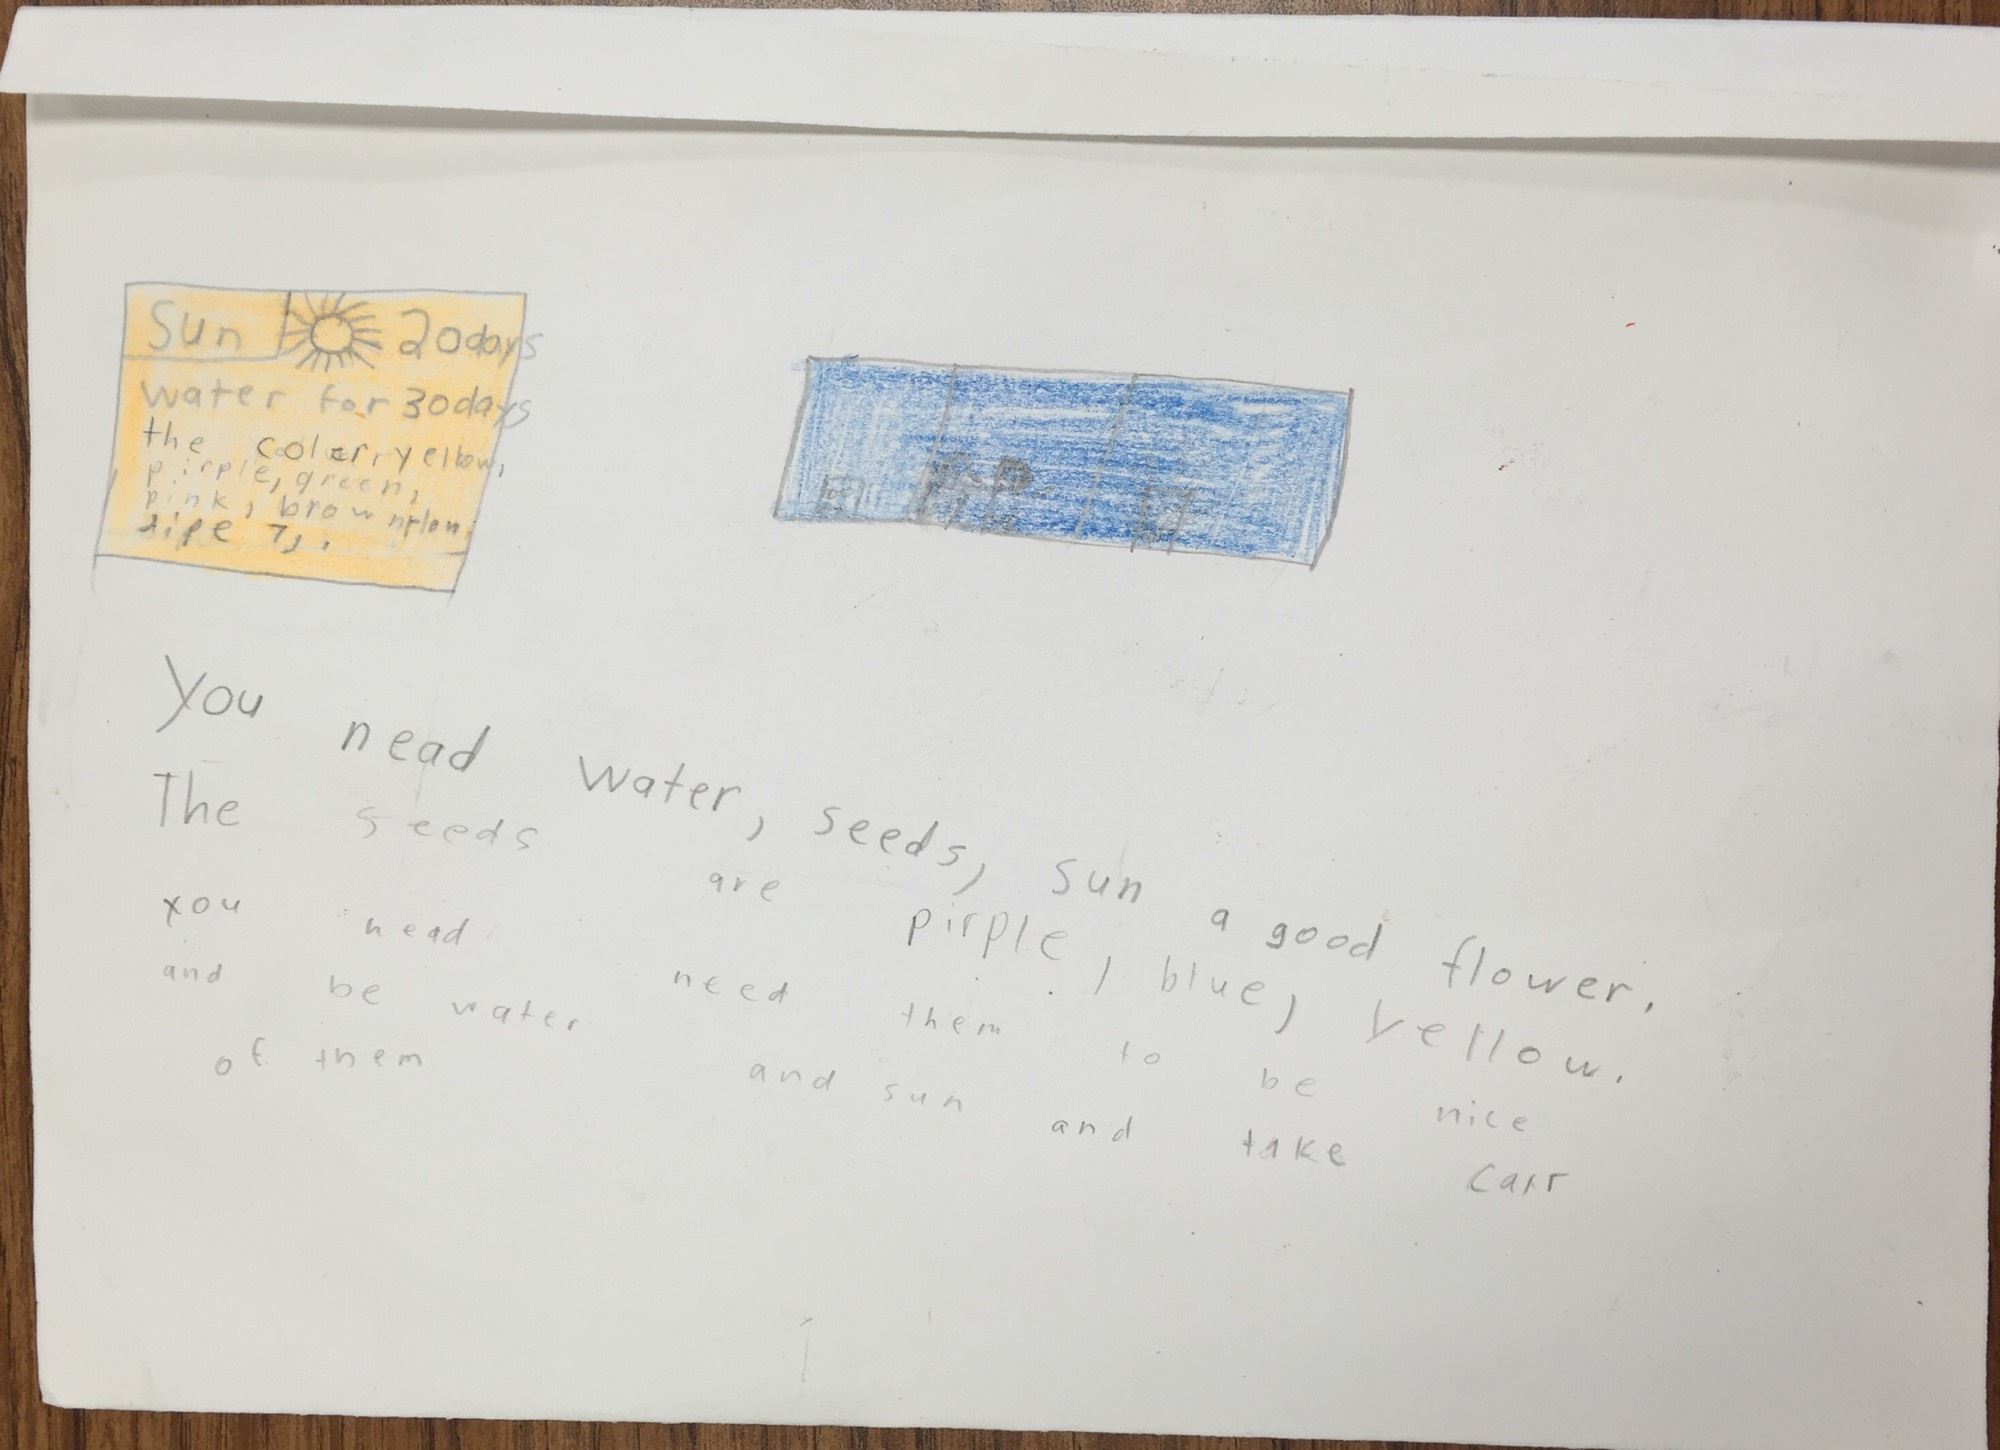 Sun 20days
water for 30days
the coler, yellow,
pirple, green,
pink, brown
tipe 7,.
You nead water, seeds, sun a good flower.
The seeds are pirple, blue, yellow.
you nead need them to be nice
and be water and sun and take carr
of them